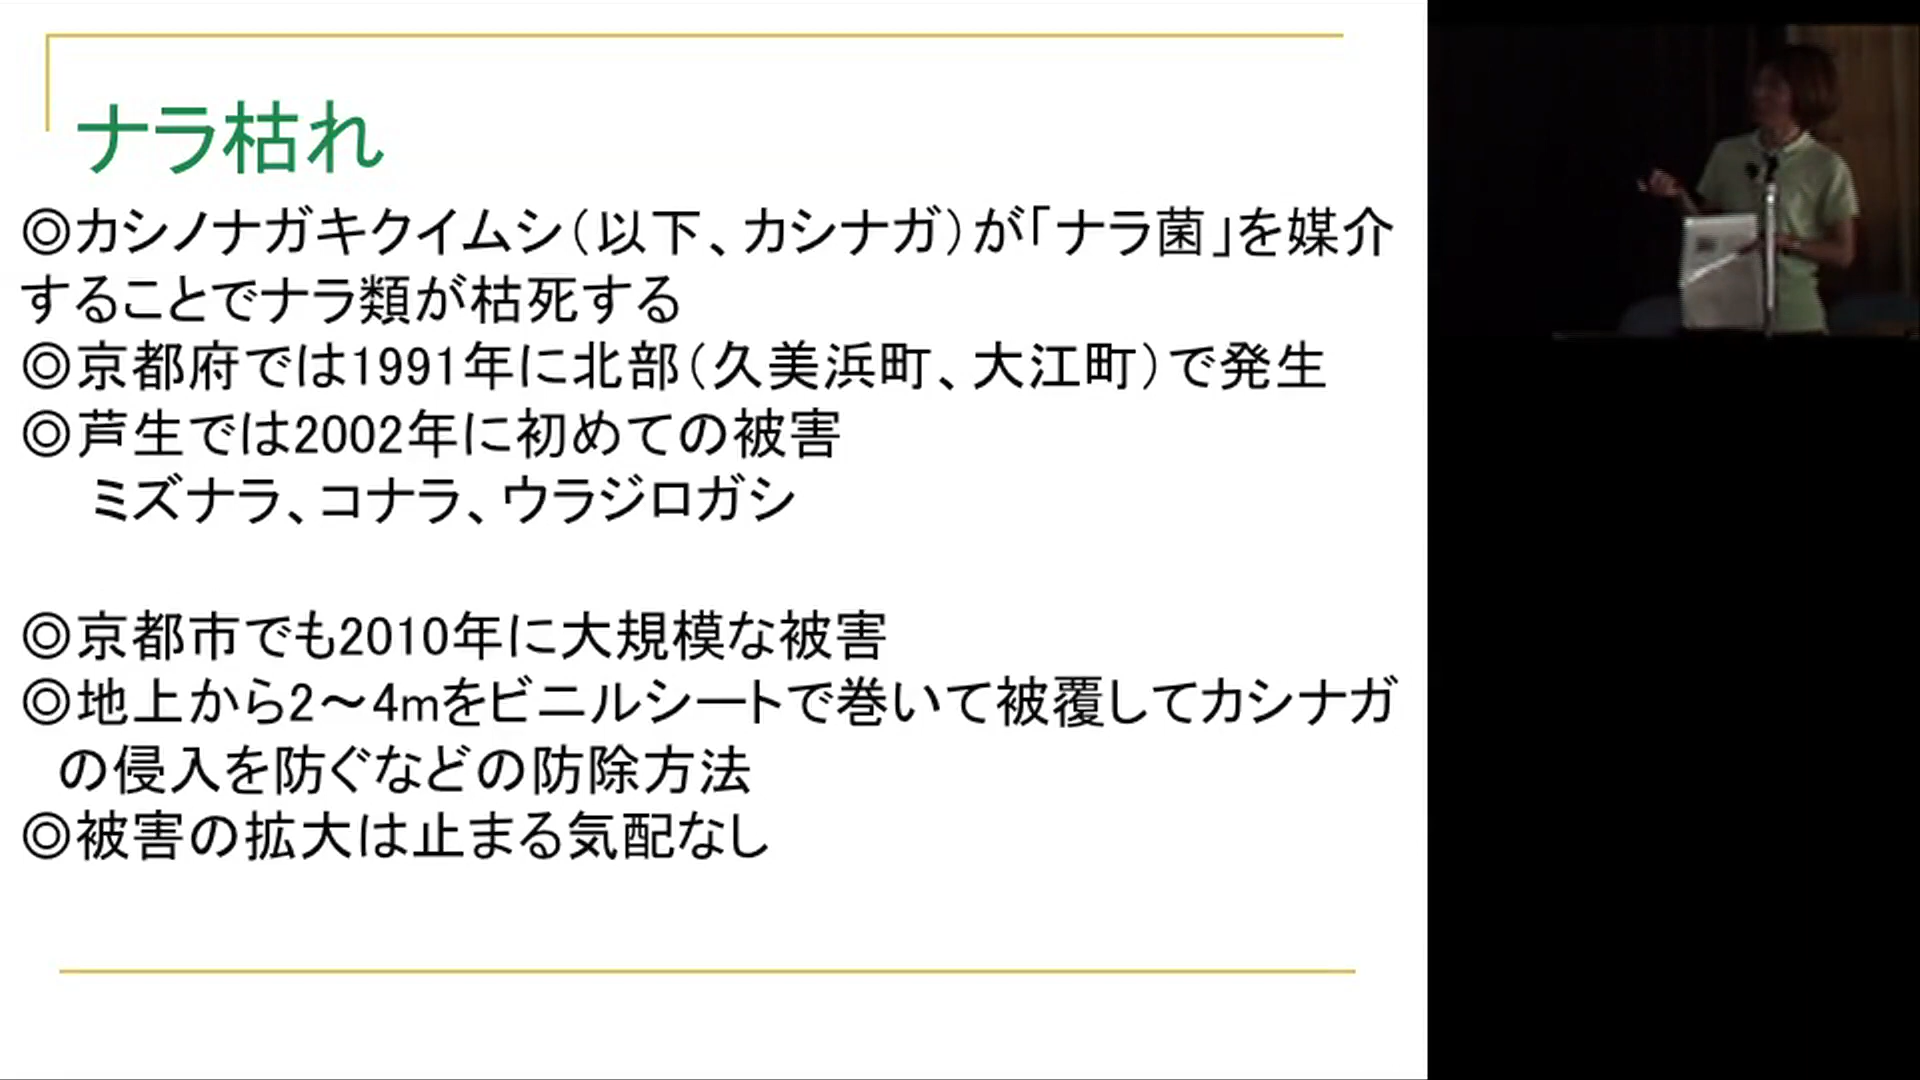 ナラ枯れ
◎カシノナガキクイムシ（以下、カシナガ）が「ナラ菌」を媒介
することでナラ類が枯死する
◎京都府では1991年に北部（久美浜町、大江町）で発生
◎芦生では2002年に初めての被害
ミズナラ、コナラ、ウラジロガシ
◎京都市でも2010年に大規模な被害
◎地上から2～4mをビニルシートで巻いて被覆してカシナガ
の侵入を防ぐなどの防除方法
◎被害の拡大は止まる気配なし